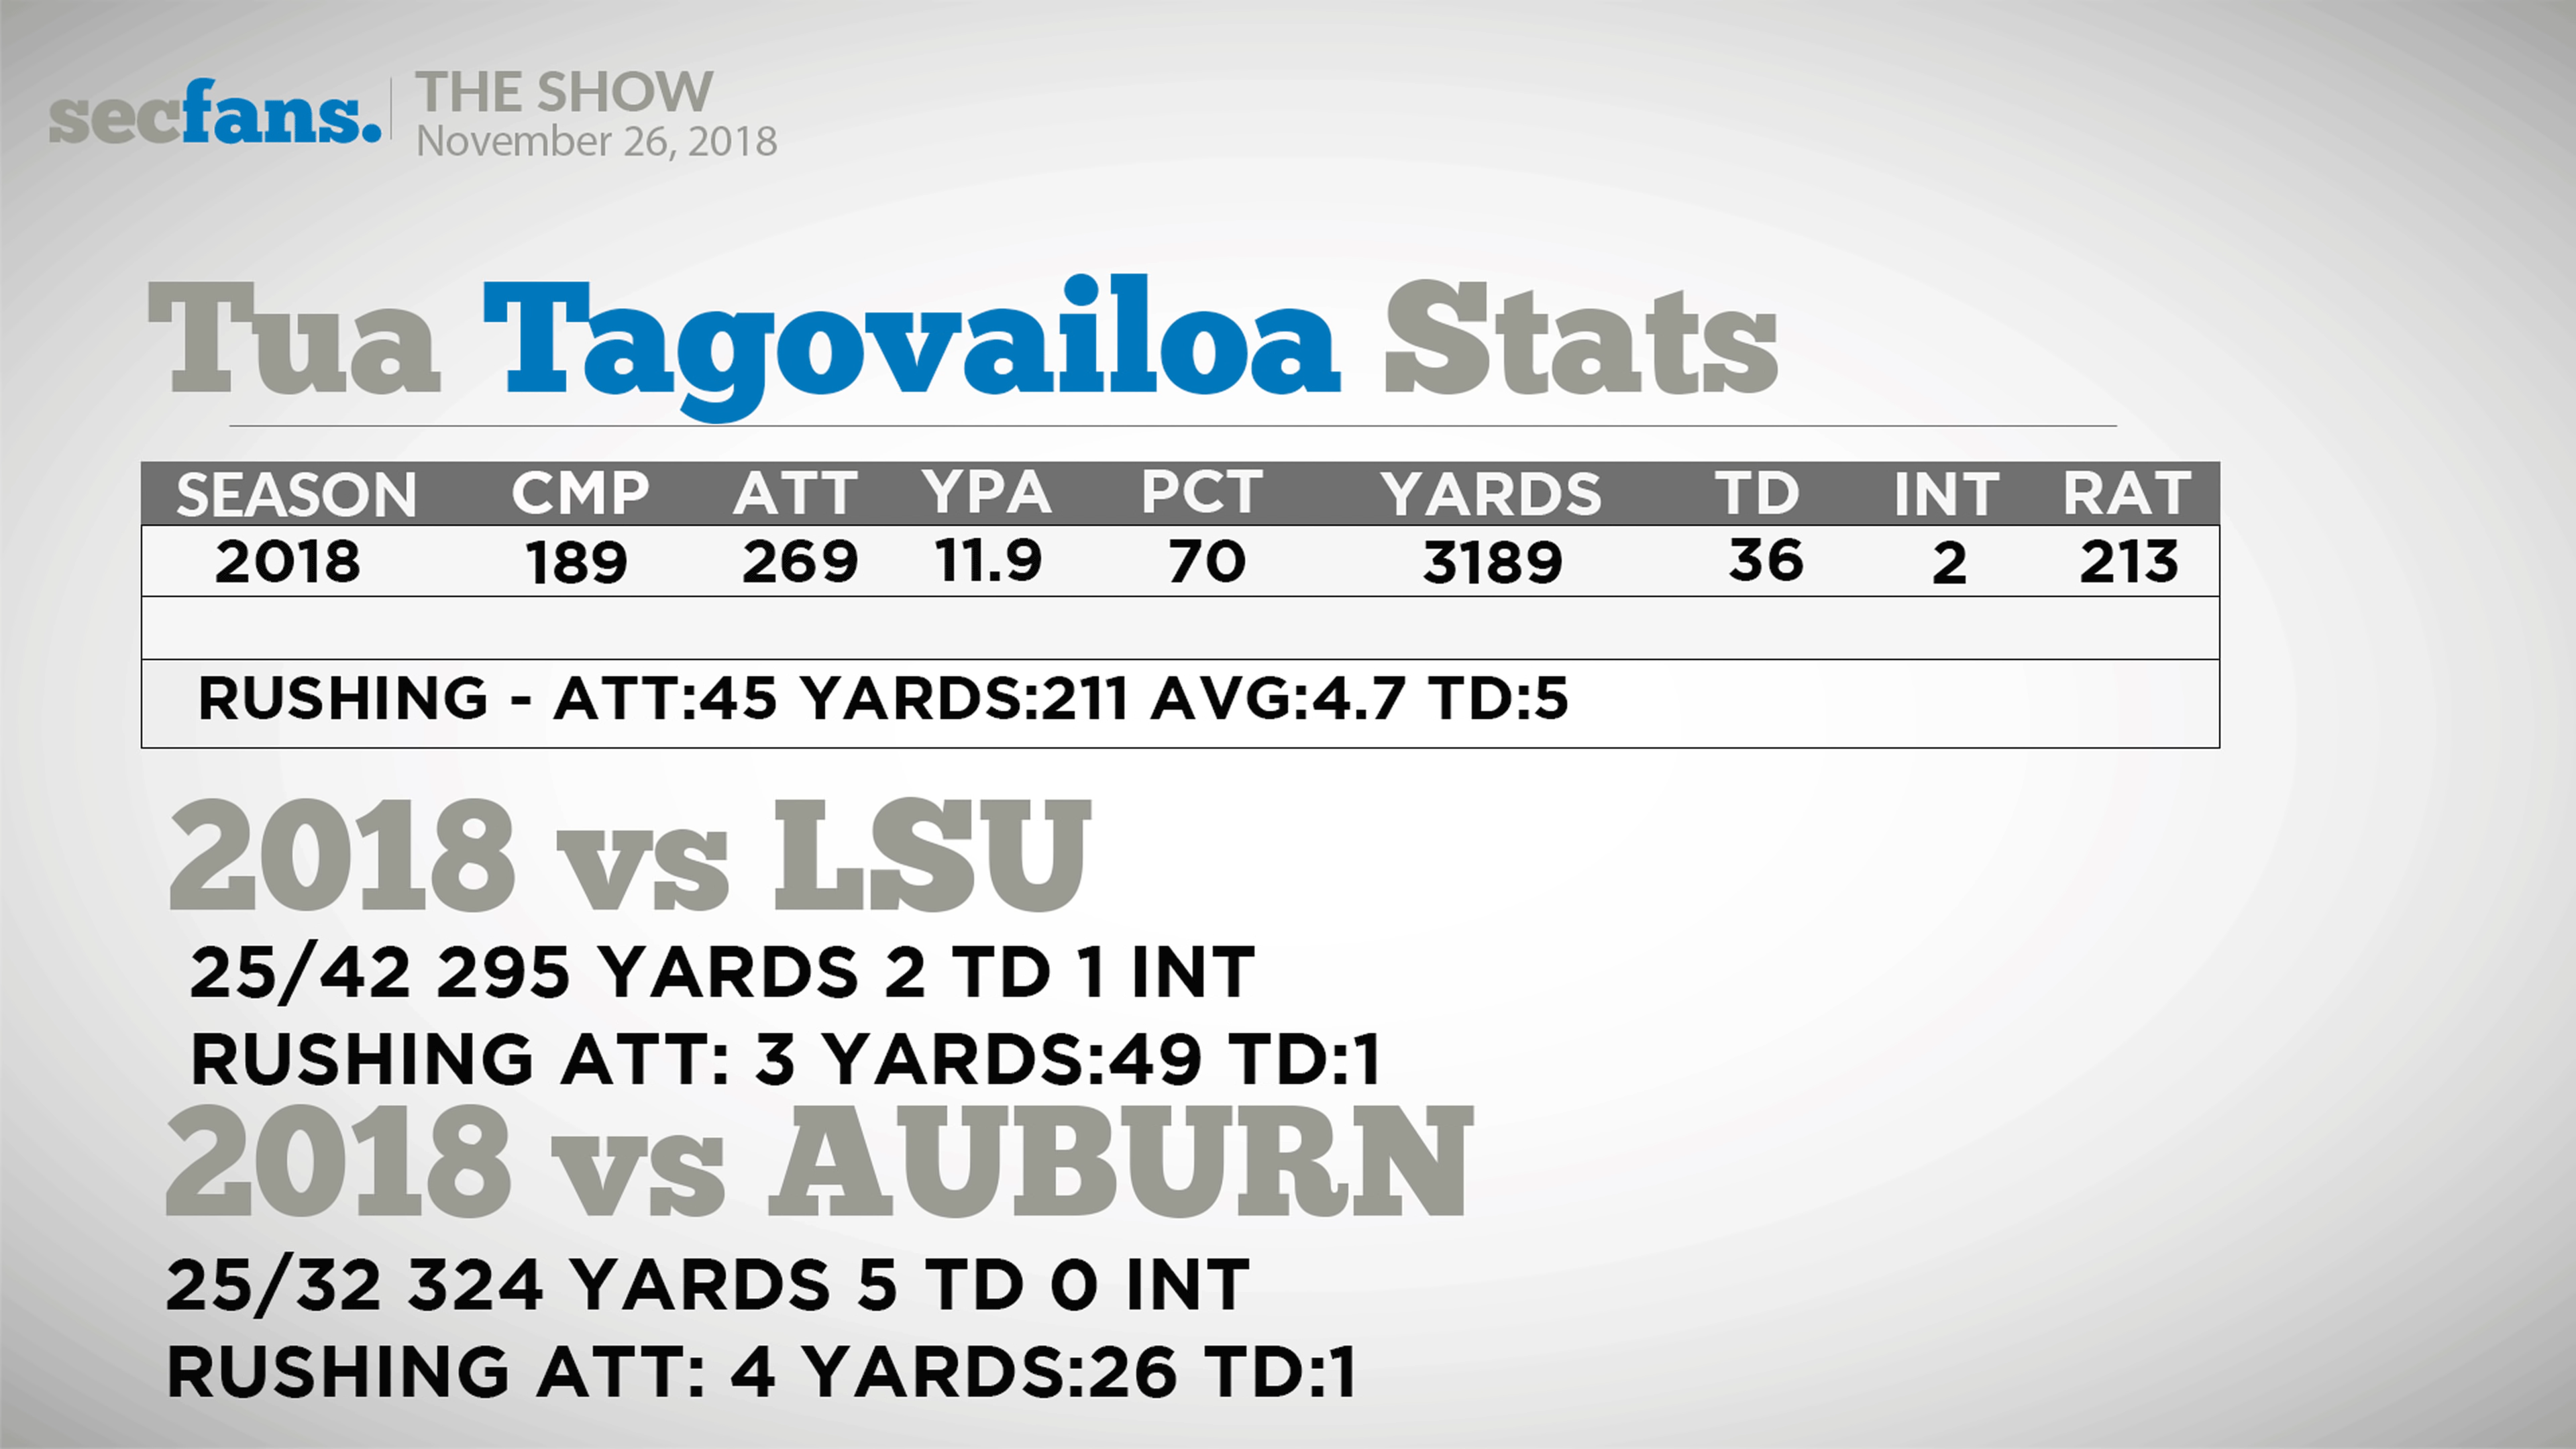 secfans. THE SHOW
November 26, 2018
Tua Tagovailoa Stats
SEASON CMP ATT YPA PCT YARDS TD INT RAT
2018 189 269 11.9 70 3189 36 2 213
RUSHING - ATT:45 YARDS:211 AVG:4.7 TD:5
2018 vs LSU
25/42 295 YARDS 2 TD 1 INT
RUSHING ATT: 3 YARDS:49 TD:1
2018 vs AUBURN
25/32 324 YARDS 5 TD 0 INT
RUSHING ATT: 4 YARDS:26 TD:1